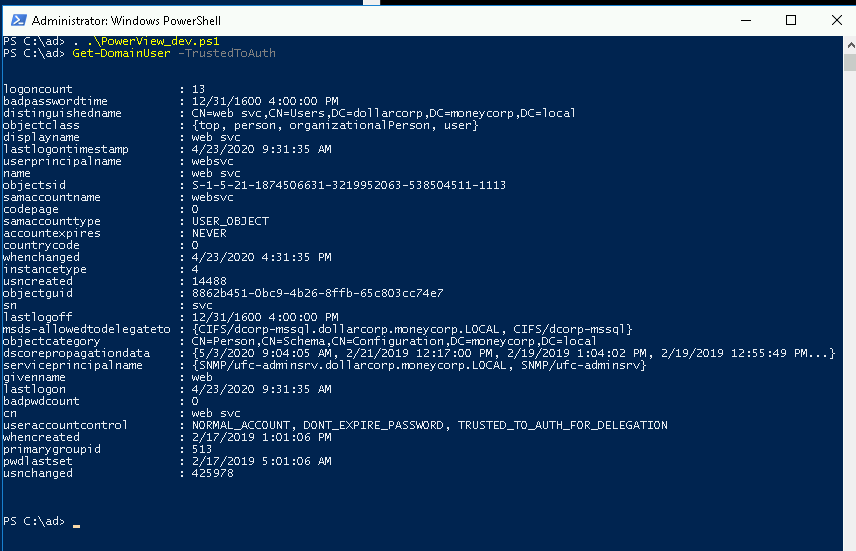 Administrator: Windows PowerShell
PS C:\ad> . .\PowerView_dev.ps1
PS C:\ad> Get-DomainUser -TrustedToAuth
logoncount : 13
badpasswordtime : 12/31/1600 4:00:00 PM
distinguishedname : CN=web svc,CN=Users,DC=dollarcorp,DC=moneycorp,DC=local
objectclass : {top, person, organizationalPerson, user}
displayname : web svc
lastlogontimestamp : 4/23/2020 9:31:35 AM
userprincipalname : websvc
name : web svc
objectsid : S-1-5-21-1874506631-3219952063-538504511-1113
samaccountname : websvc
codepage : 0
samaccounttype : USER_OBJECT
accountexpires : NEVER
countrycode : 0
whenchanged : 4/23/2020 4:31:35 PM
instancetype : 4
usncreated : 14488
objectguid : 8862b451-0bc9-4b26-8ffb-65c803cc74e7
sn : svc
lastlogoff : 12/31/1600 4:00:00 PM
msds-allowedtodelegateto : {CIFS/dcorp-mssql.dollarcorp.moneycorp.LOCAL, CIFS/dcorp-mssql}
objectcategory : CN=Person,CN=Schema,CN=Configuration,DC=moneycorp,DC=local
dscorepropagationdata : {5/3/2020 9:04:05 AM, 2/21/2019 12:17:00 PM, 2/19/2019 1:04:02 PM, 2/19/2019 12:55:49 PM...}
serviceprincipalname : {SNMP/ufc-adminsrv.dollarcorp.moneycorp.LOCAL, SNMP/ufc-adminsrv}
givenname : web
lastlogon : 4/23/2020 9:31:35 AM
badpwdcount : 0
cn : web svc
useraccountcontrol : NORMAL_ACCOUNT, DONT_EXPIRE_PASSWORD, TRUSTED_TO_AUTH_FOR_DELEGATION
whencreated : 2/17/2019 1:01:06 PM
primarygroupid : 513
pwdlastset : 2/17/2019 5:01:06 AM
usnchanged : 425978
PS C:\ad> _